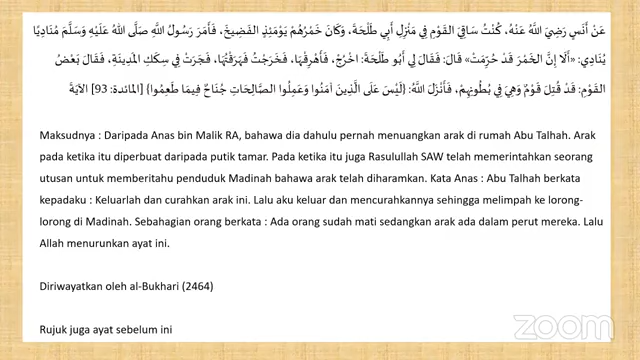 عَنْ أَنَسٍ رَضِيَ اللَّهُ عَنْهُ، كُنْتُ سَاقِيَ القَوْمِ فِي مَنْزِلِ أَبِي طَلْحَةَ، وَكَانَ خَمْرُهُمْ يَوْمَئِذٍ الفَضِيخَ، فَأَمَرَ رَسُولُ اللَّهِ صَلَّى اللهُ عَلَيْهِ وَسَلَّمَ مُنَادِيًا
يُنَادِي: «أَلَا إِنَّ الخَمْرَ قَدْ حُرِّمَتْ» قَالَ: فَقَالَ لِي أَبُو طَلْحَةَ: اخْرُجْ، فَأَهْرِقْهَا، فَخَرَجْتُ فَهَرَقْتُهَا، فَجَرَتْ فِي سِكَكِ المَدِينَةِ، فَقَالَ بَعْضُ
القَوْمِ: قَدْ قُتِلَ قَوْمٌ وَهِيَ فِي بُطُونِهِمْ، فَأَنْزَلَ اللَّهُ: {لَيْسَ عَلَى الَّذِينَ آمَنُوا وَعَمِلُوا الصَّالِحَاتِ جُنَاحٌ فِيمَا طَعِمُوا} [المائدة: 93] الآيَةَ
Maksudnya : Daripada Anas bin Malik RA, bahawa dia dahulu pernah menuangkan arak di rumah Abu Talhah. Arak
pada ketika itu diperbuat daripada putik tamar. Pada ketika itu juga Rasulullah SAW telah memerintahkan seorang
utusan untuk memberitahu penduduk Madinah bahawa arak telah diharamkan. Kata Anas : Abu Talhah berkata
kepadaku : Keluarlah dan curahkan arak ini. Lalu aku keluar dan mencurahkannya sehingga melimpah ke lorong-
lorong di Madinah. Sebahagian orang berkata : Ada orang sudah mati sedangkan arak ada dalam perut mereka. Lalu
Allah menurunkan ayat ini.
Diriwayatkan oleh al-Bukhari (2464)
Rujuk juga ayat sebelum ini
zoom